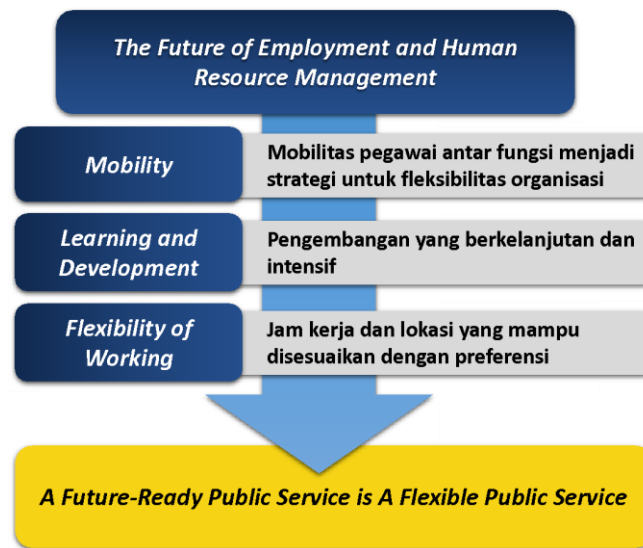 The Future of Employment and Human
Resource Management
Mobility
Mobilitas pegawai antar fungsi menjadi
strategi untuk fleksibilitas organisasi
Learning and
Development
Pengembangan yang berkelanjutan dan
intensif
Flexibility of
Working
Jam kerja dan lokasi yang mampu
disesuaikan dengan preferensi
A Future-Ready Public Service is A Flexible Public Service